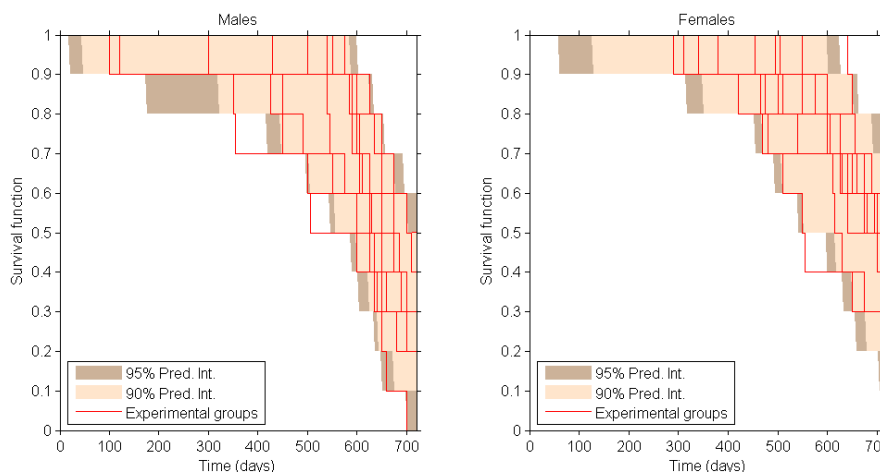 Males
Survival function
1
0.9
0.8
0.7
0.6
0.5
0.4
0.3
0.2
0.1
0
95% Pred. Int.
90% Pred. Int.
Experimental groups
0 100 200 300 400 500 600 700
Time (days)
Females
Survival function
1
0.9
0.8
0.7
0.6
0.5
0.4
0.3
0.2
0.1
0
95% Pred. Int.
90% Pred. Int.
Experimental groups
0 100 200 300 400 500 600 700
Time (days)